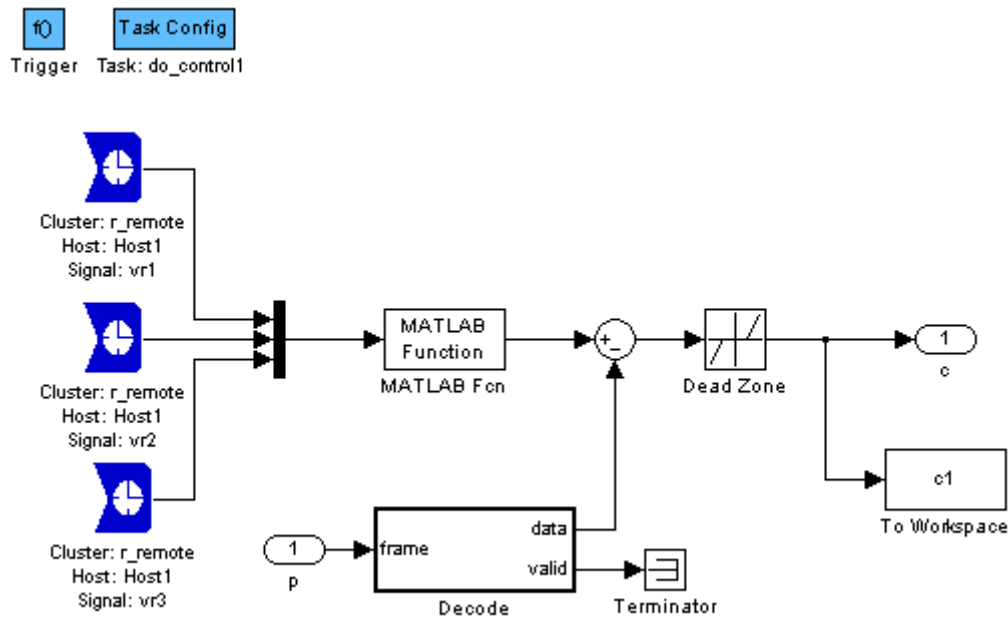 f()
Task Config
Trigger
Task: do_control1
Cluster: r_remote
Host: Host1
Signal: vr1
Cluster: r_remote
Host: Host1
Signal: vr2
Cluster: r_remote
Host: Host1
Signal: vr3
MATLAB
Function
MATLAB Fcn
+
-
Dead Zone
1
c
c1
To Workspace
1
p
frame
data
valid
Decode
Terminator